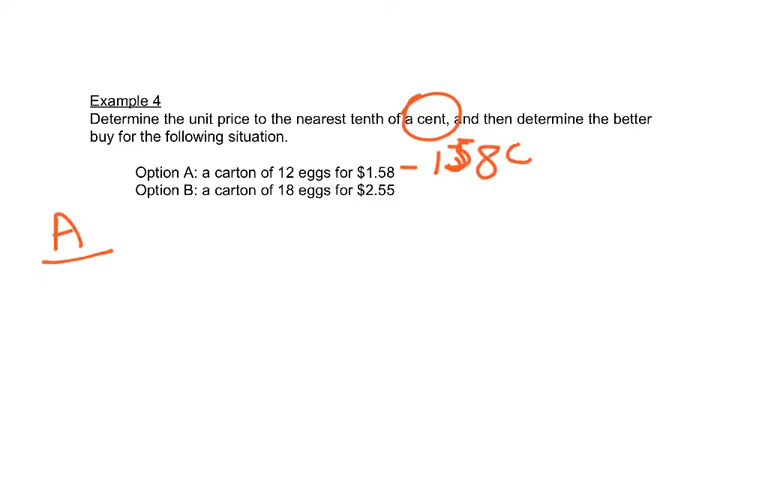 Example 4
Determine the unit price to the nearest tenth of a cent, and then determine the better
buy for the following situation.
Option A: a carton of 12 eggs for $1.58 – 158 C
Option B: a carton of 18 eggs for $2.55
A